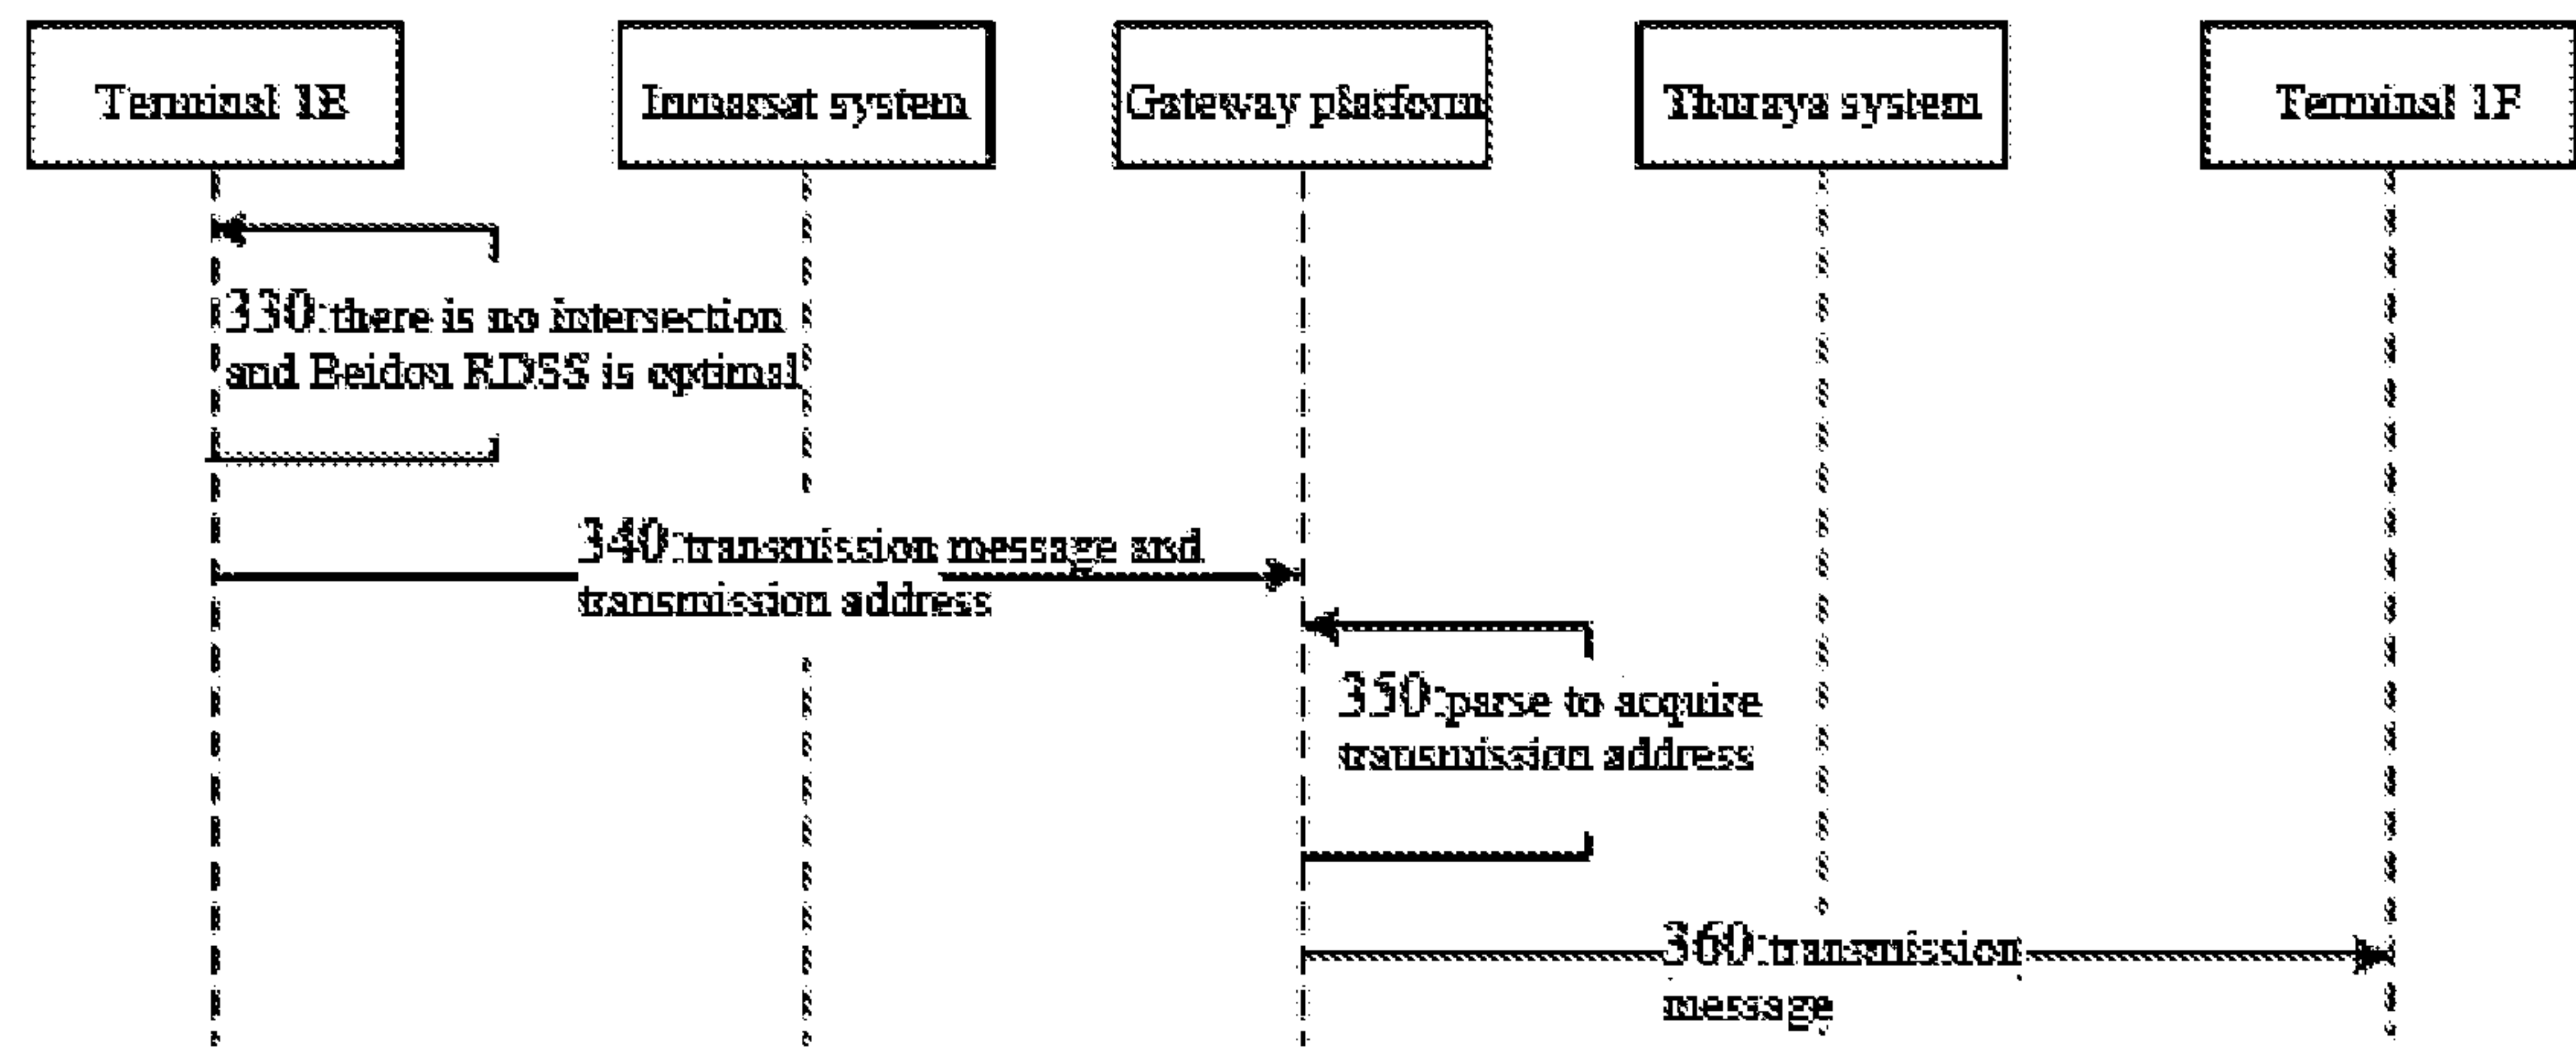 Terminal 1E
Inmarsat system
Gateway platform
Thuraya system
Terminal 1F
330:there is no intersection
and Beidou RDSS is optimal
340:transmission message and
transmission address
350:parse to acquire
transmission address
360:transmission
message